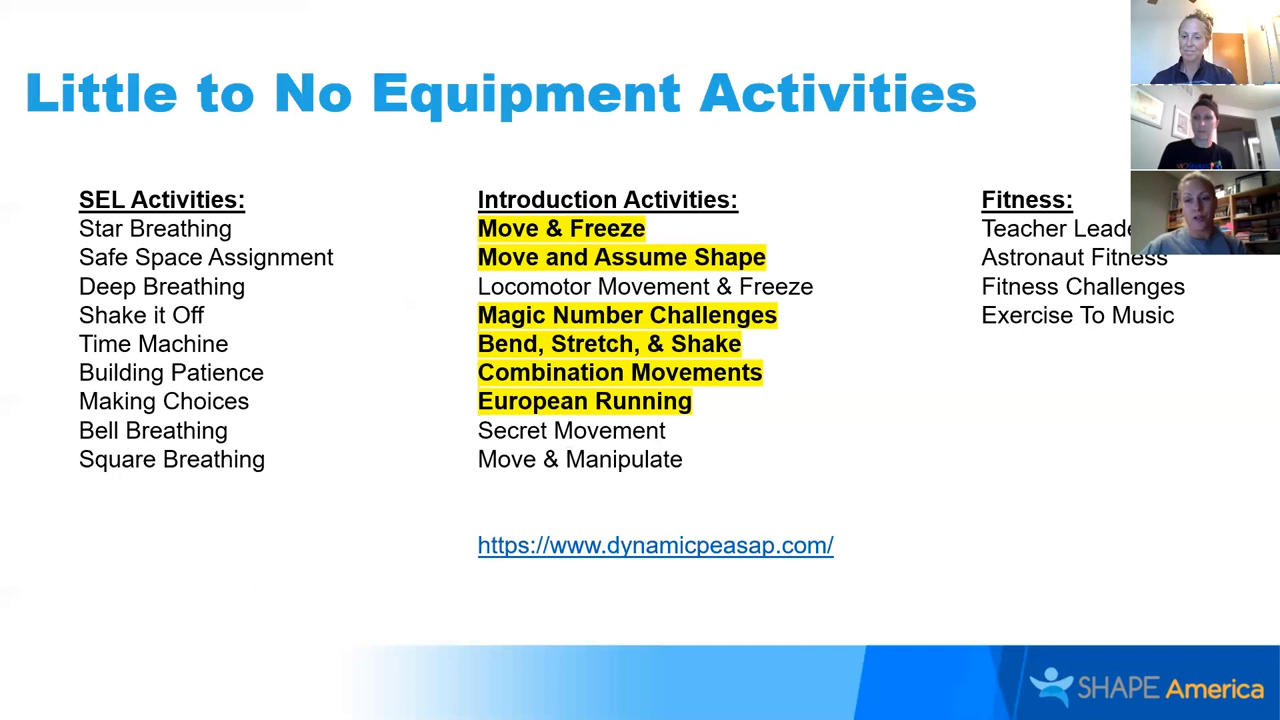 Little to No Equipment Activities
SEL Activities:
Star Breathing
Safe Space Assignment
Deep Breathing
Shake it Off
Time Machine
Building Patience
Making Choices
Bell Breathing
Square Breathing
Introduction Activities:
Move & Freeze
Move and Assume Shape
Locomotor Movement & Freeze
Magic Number Challenges
Bend, Stretch, & Shake
Combination Movements
European Running
Secret Movement
Move & Manipulate
https://www.dynamicpeasap.com/
Fitness:
Teacher
Astronaut Fitness
Fitness Challenges
Exercise To Music
SHAPE America